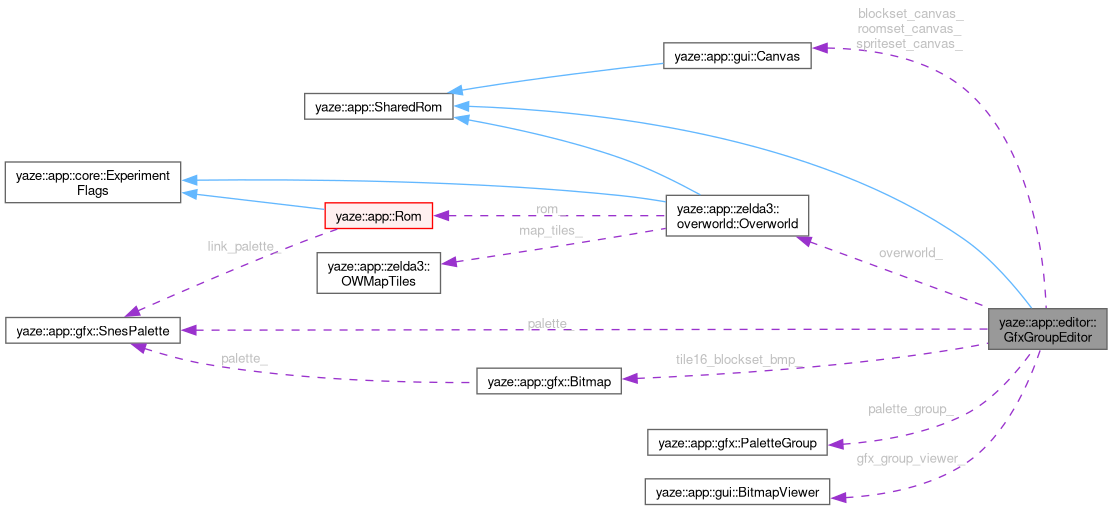 blockset_canvas_
roomset_canvas_
spriteset_canvas_
yaze::app::gui::Canvas
yaze::app::SharedRom
yaze::app::core::Experiment
Flags
yaze::app::Rom
rom_
yaze::app::zelda3::
overworld::Overworld
map_tiles_
link_palette_
overworld_
yaze::app::zelda3::
OWMapTiles
yaze::app::gfx::SnesPalette
palette_
yaze::app::editor::
GfxGroupEditor
palette_
tile16_blockset_bmp_
yaze::app::gfx::Bitmap
palette_group_
yaze::app::gfx::PaletteGroup
gfx_group_viewer_
yaze::app::gui::BitmapViewer